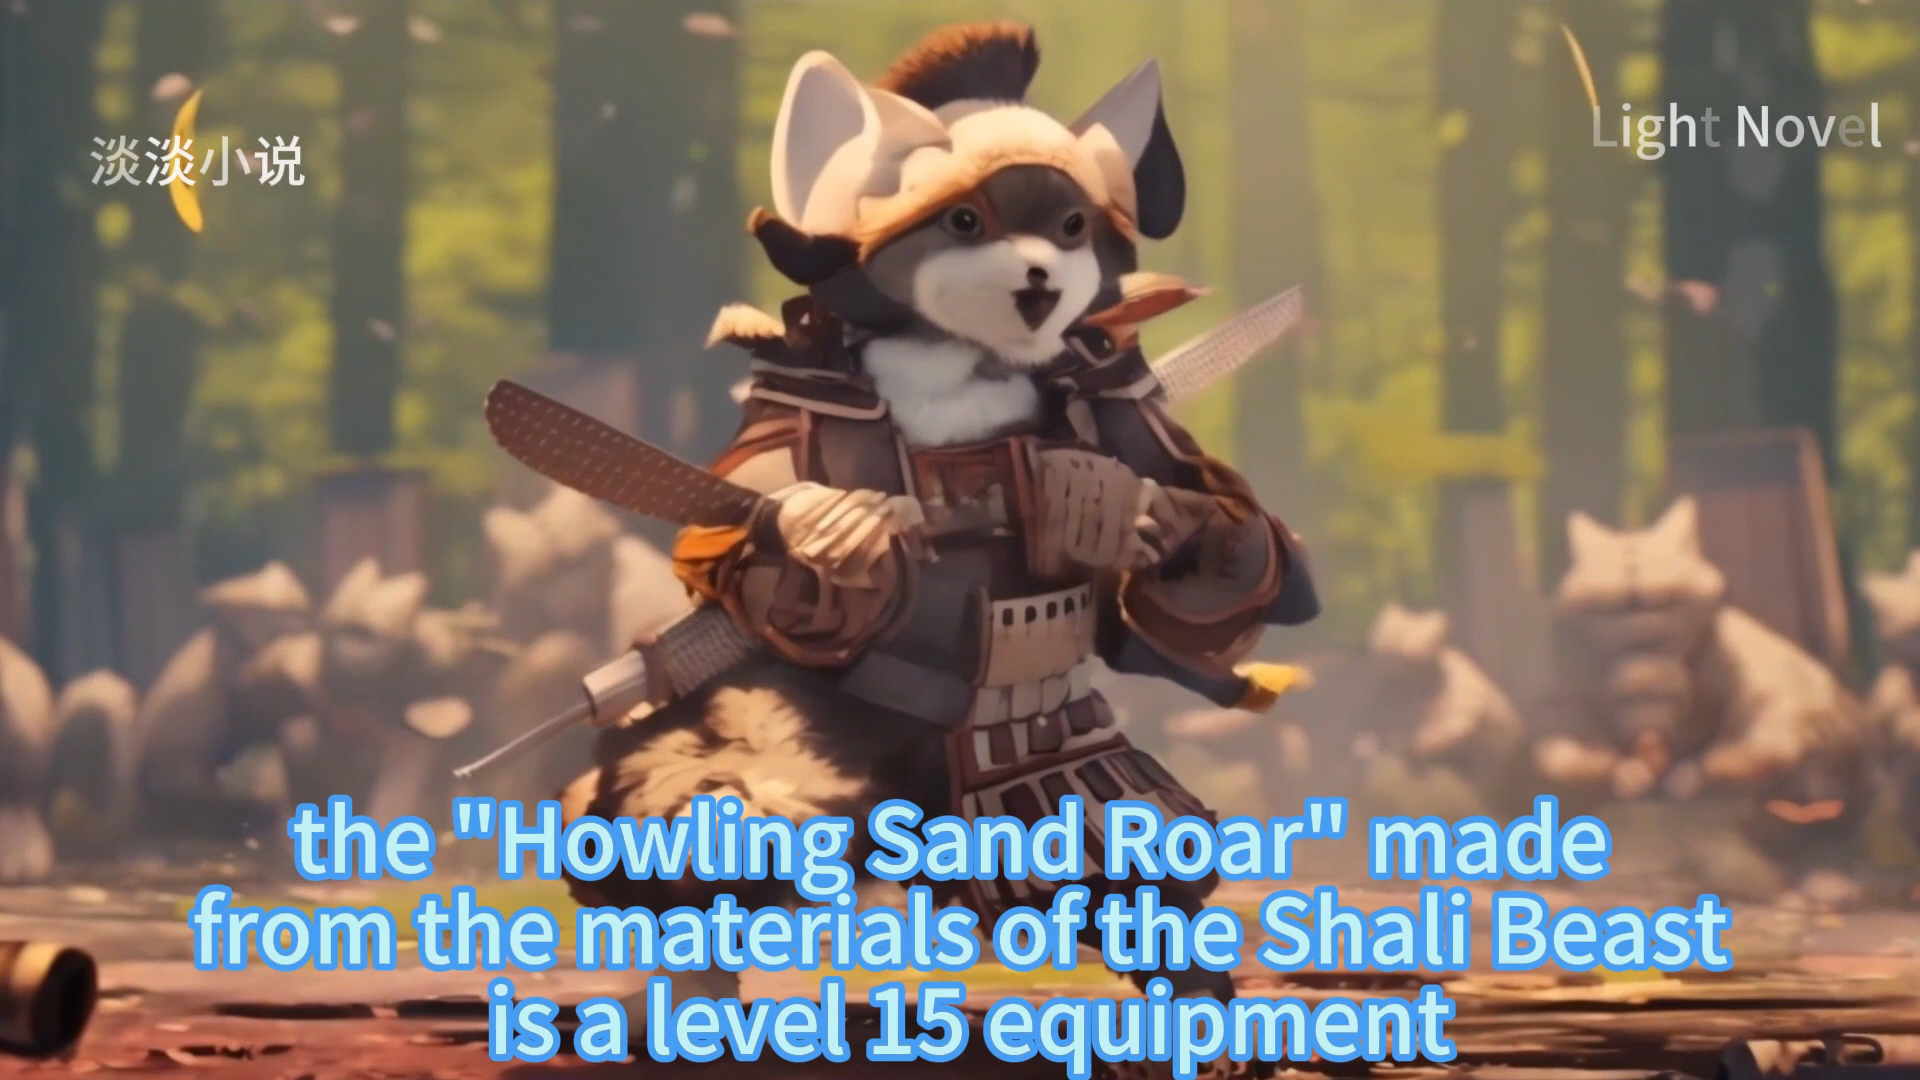 淡淡小说
Light Novel
the "Howling Sand Roar" made
from the materials of the Shali Beast
is a level 15 equipment